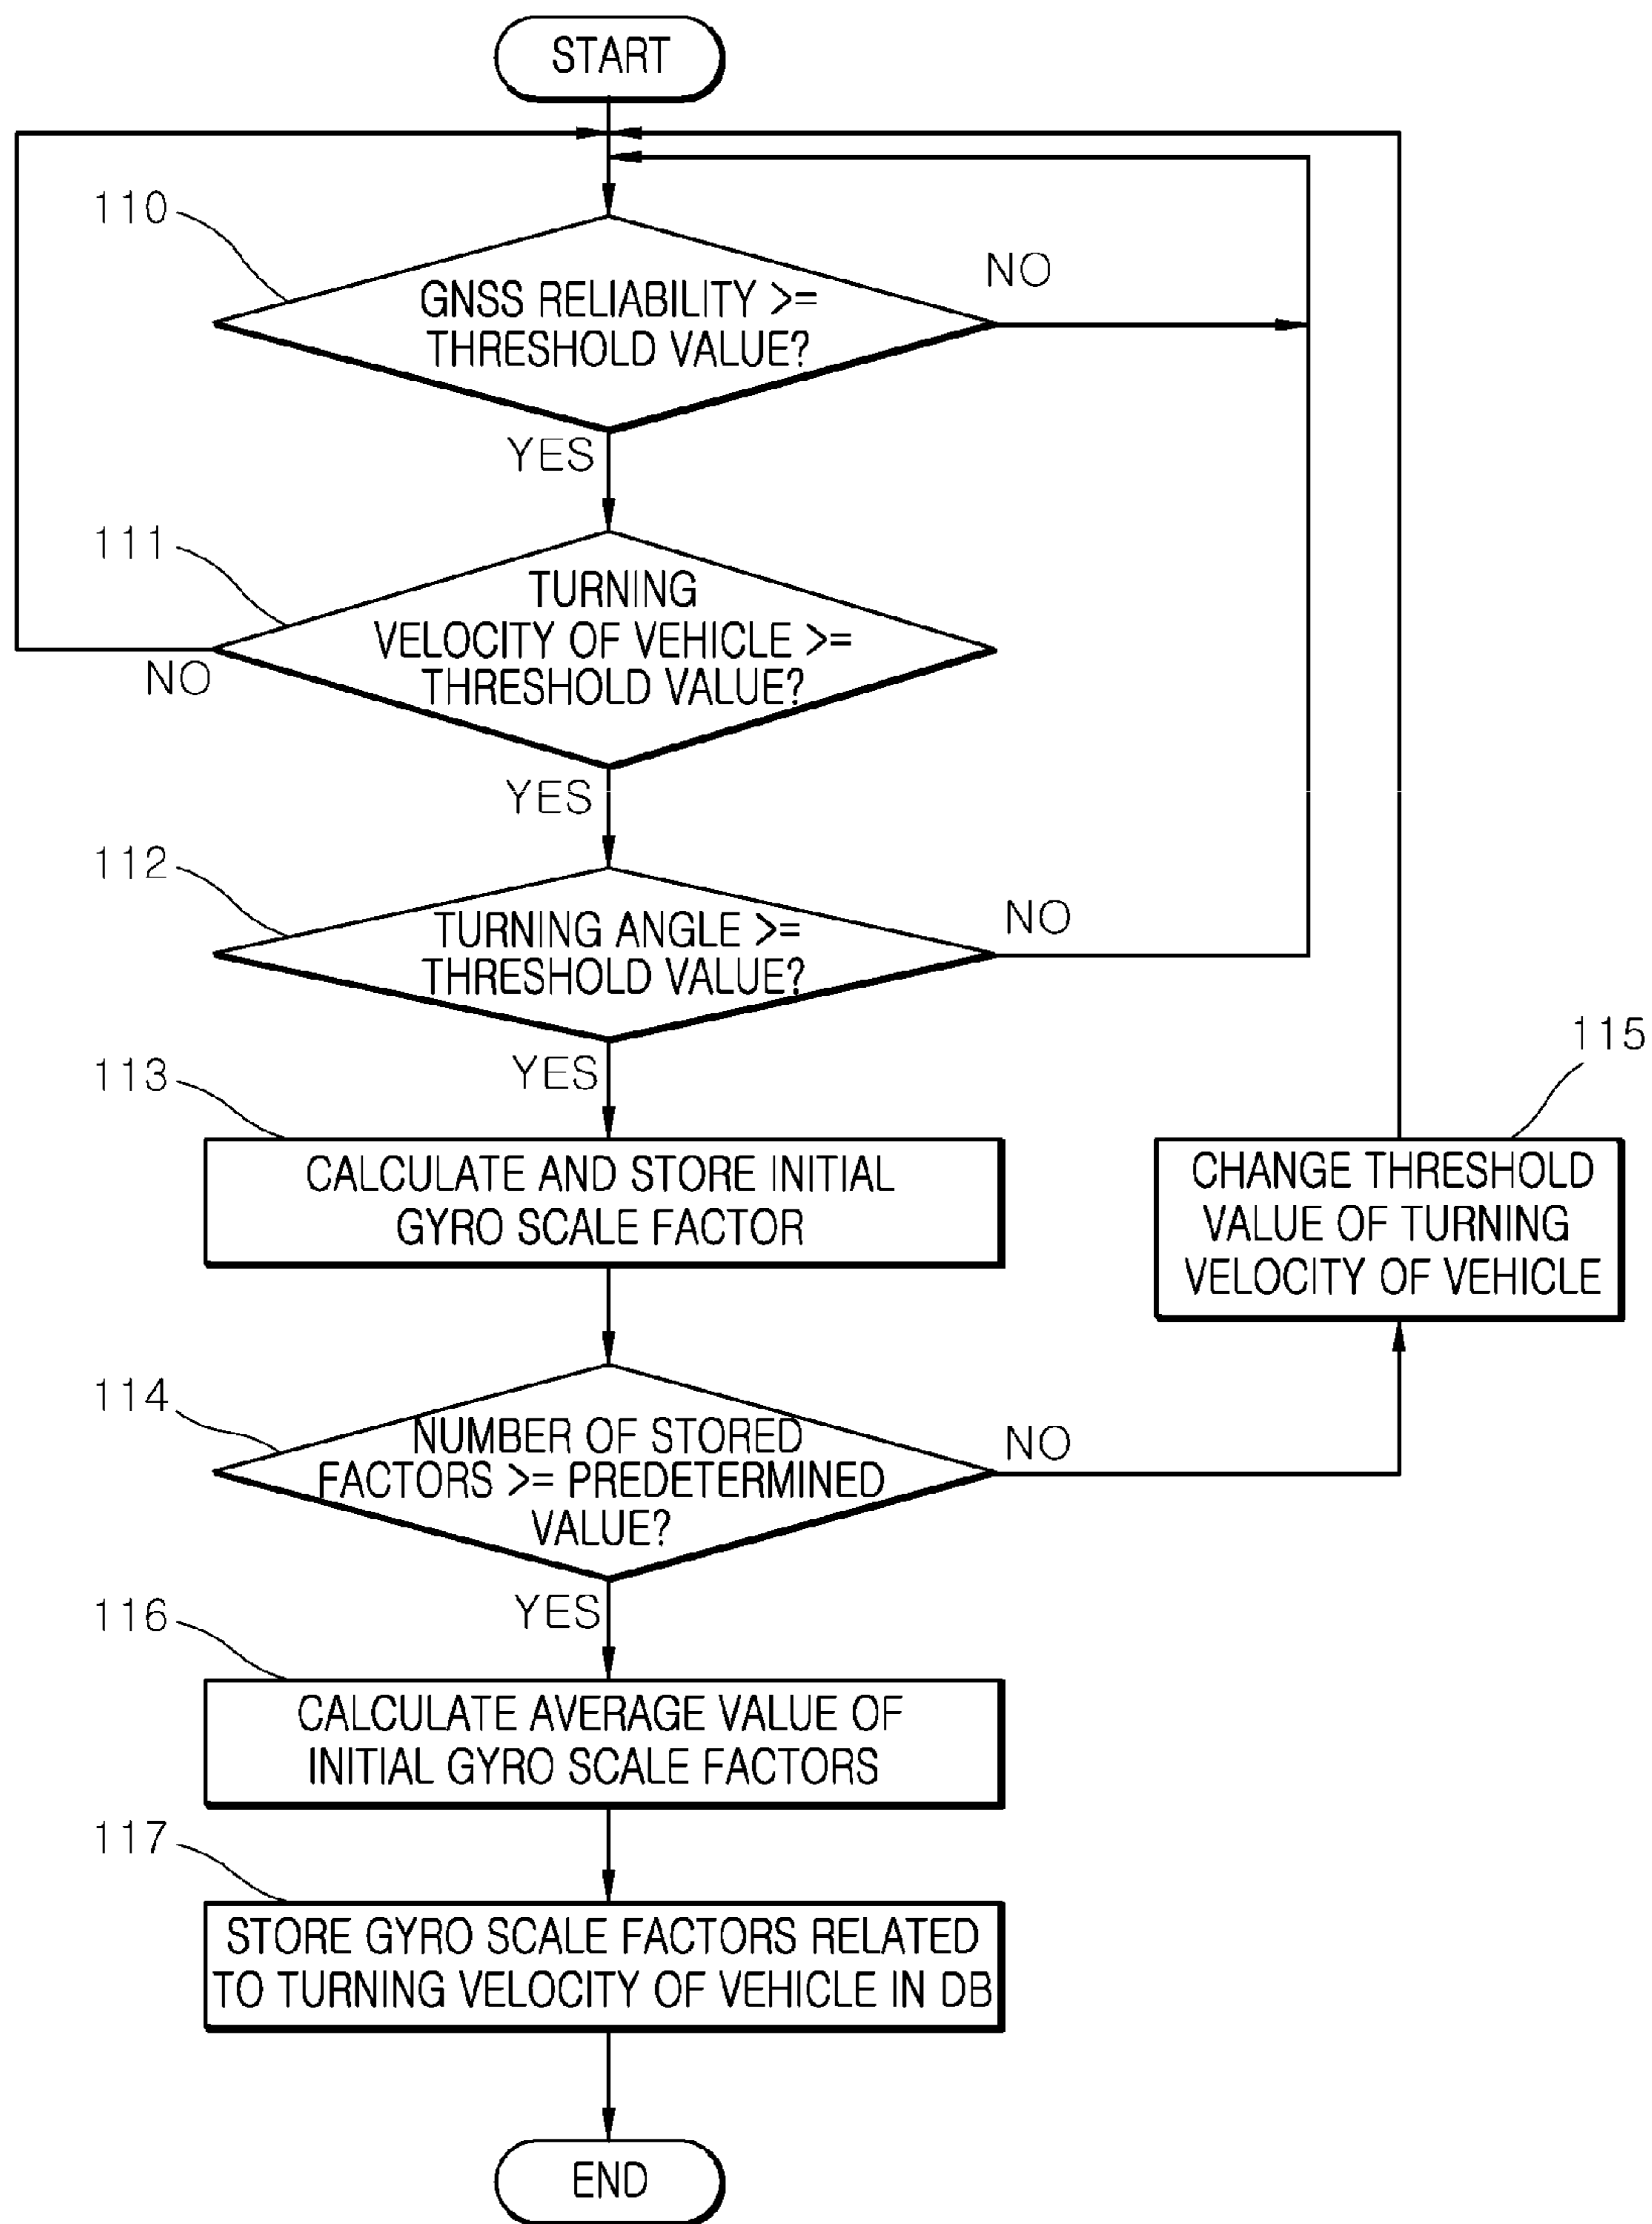 START
110
GNSS RELIABILITY >=
THRESHOLD VALUE?
NO
YES
111
TURNING
VELOCITY OF VEHICLE >=
THRESHOLD VALUE?
NO
YES
112
TURNING ANGLE >=
THRESHOLD VALUE?
NO
YES
113
CALCULATE AND STORE INITIAL
GYRO SCALE FACTOR
115
CHANGE THRESHOLD
VALUE OF TURNING
VELOCITY OF VEHICLE
114
NUMBER OF STORED
FACTORS >= PREDETERMINED
VALUE?
NO
YES
116
CALCULATE AVERAGE VALUE OF
INITIAL GYRO SCALE FACTORS
117
STORE GYRO SCALE FACTORS RELATED
TO TURNING VELOCITY OF VEHICLE IN DB
END